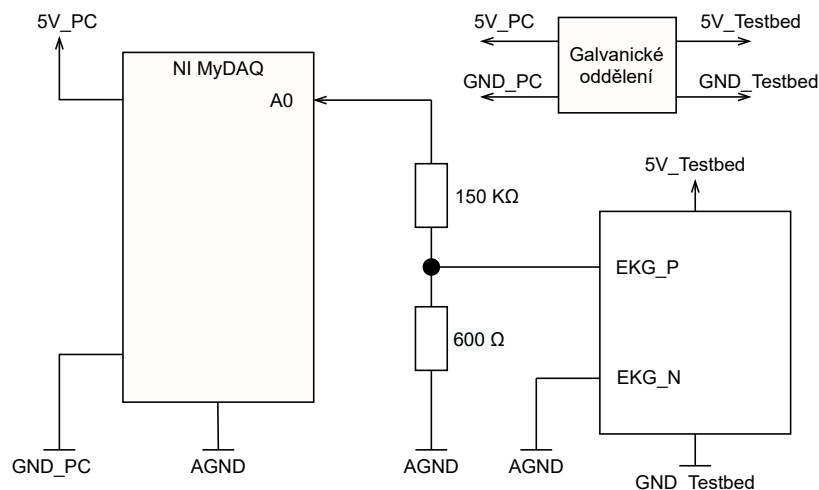 5V_PC
NI MyDAQ
A0
GND_PC
AGND
150 KΩ
600 Ω
AGND
5V_PC
GND_PC
Galvanické
oddělení
5V_Testbed
GND_Testbed
5V_Testbed
EKG_P
EKG_N
AGND
GND_Testbed